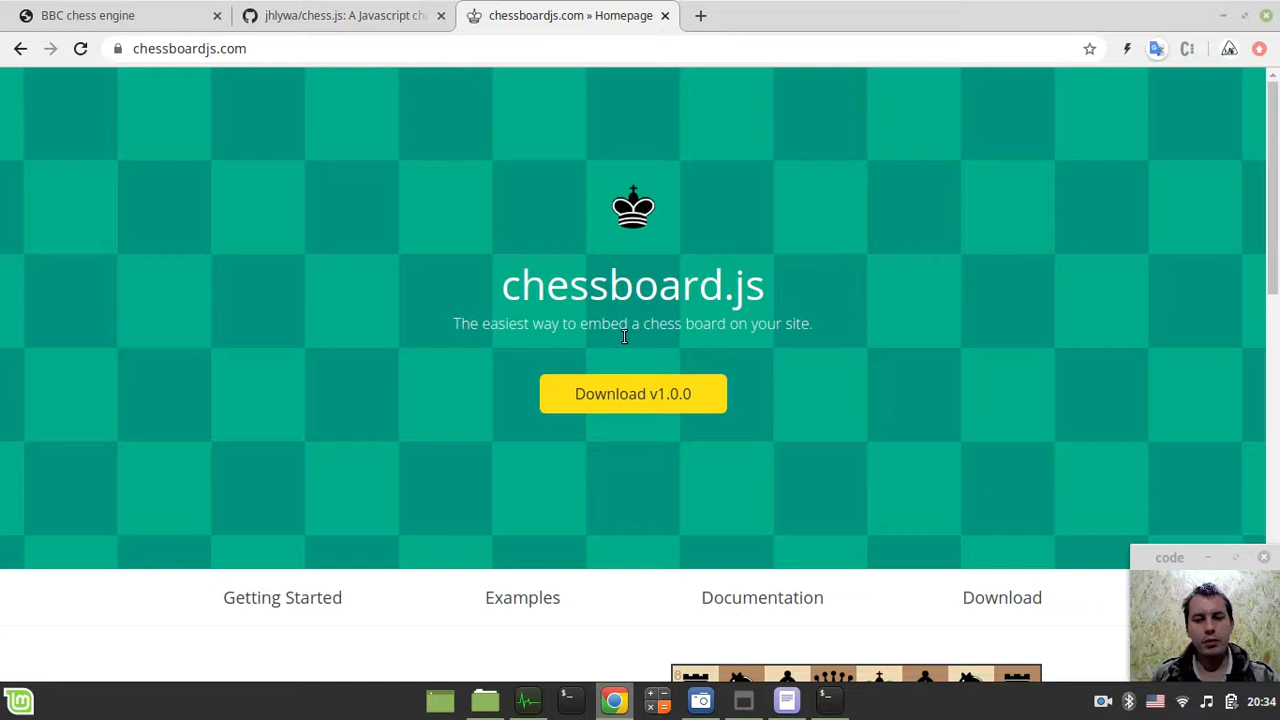 BBC chess engine
jhlywa/chess.js: A Javascript che
chessboardjs.com » Homepage
chessboardjs.com
chessboard.js
The easiest way to embed a chess board on your site.
Download v1.0.0
code
Getting Started
Examples
Documentation
Download
8
20:34